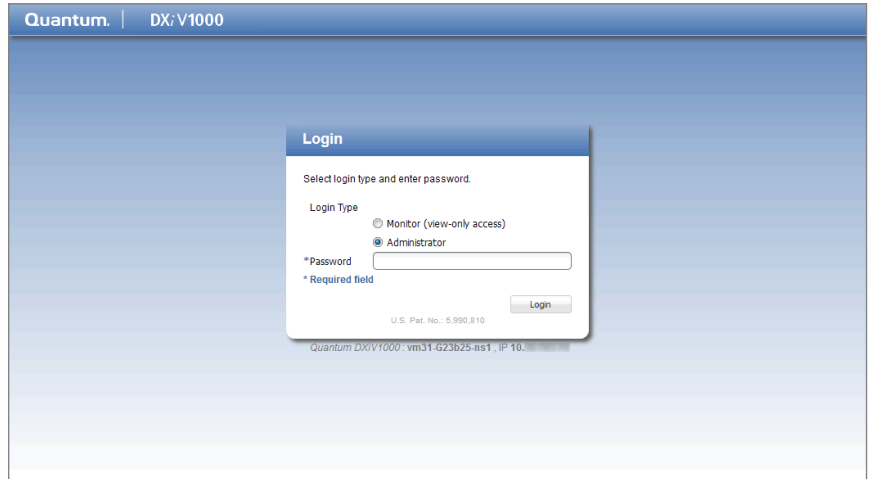 Quantum. DXi V1000
Login
Select login type and enter password.
Login Type
Monitor (view-only access)
Administrator
*Password
* Required field
Login
U.S. Pat. No.: 5,990,810
Quantum DXiV1000 : vm31-G23b25-ns1 , IP 10.